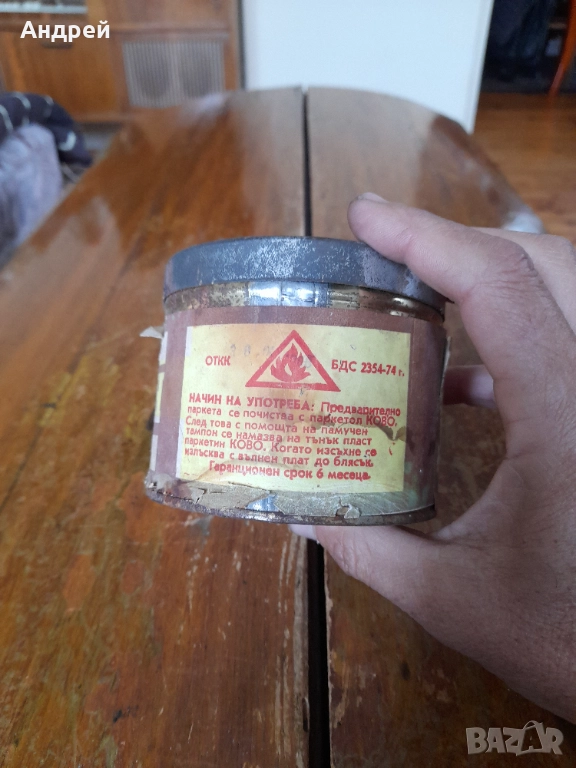 Андрей
ОТКК
БДС 2354-74 г.
НАЧИН НА УПОТРЕБА: Предварително
паркета се почиства с паркетол КОВО.
След това с помощта на памучен
тампон се намазва на тънък пласт
паркетин КОВО. Когато изсъхне се
излъсква с вълнен плат до блясък.
Гаранционен срок 6 месеца.
BAZAR